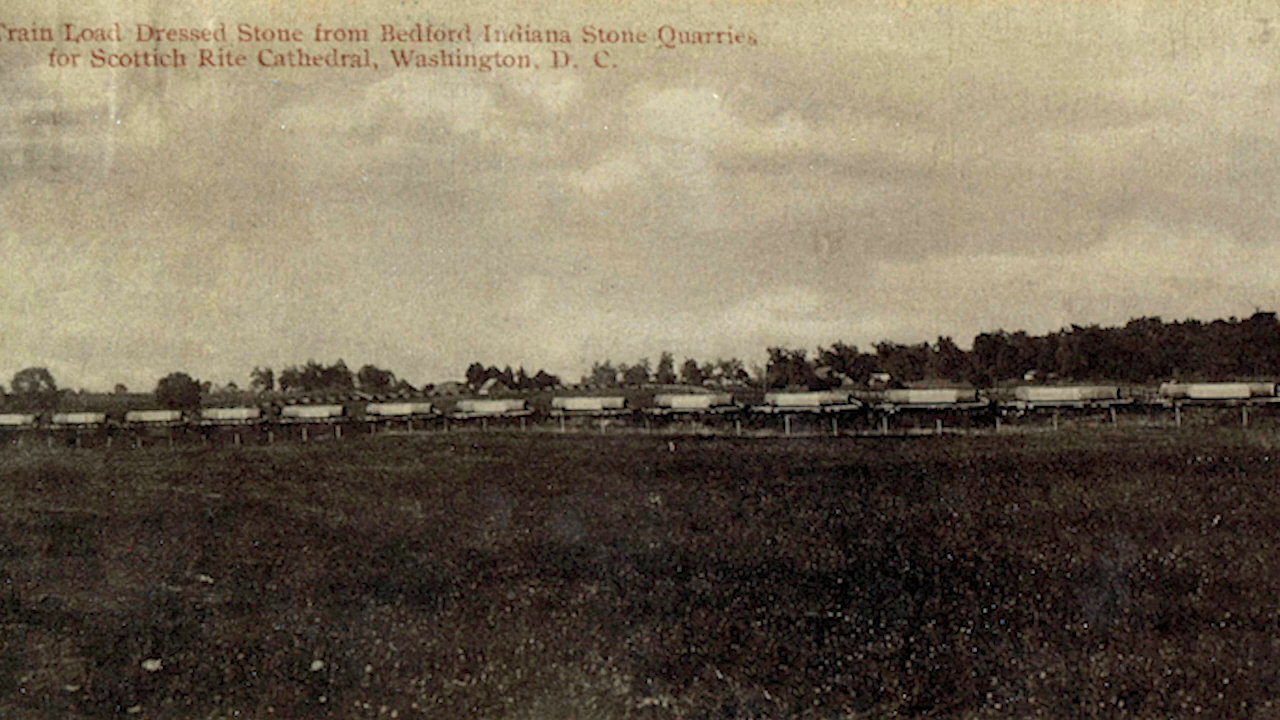 Train Load Dressed Stone from Bedford Indiana Stone Quarries
for Scottich Rite Cathedral, Washington, D. C.